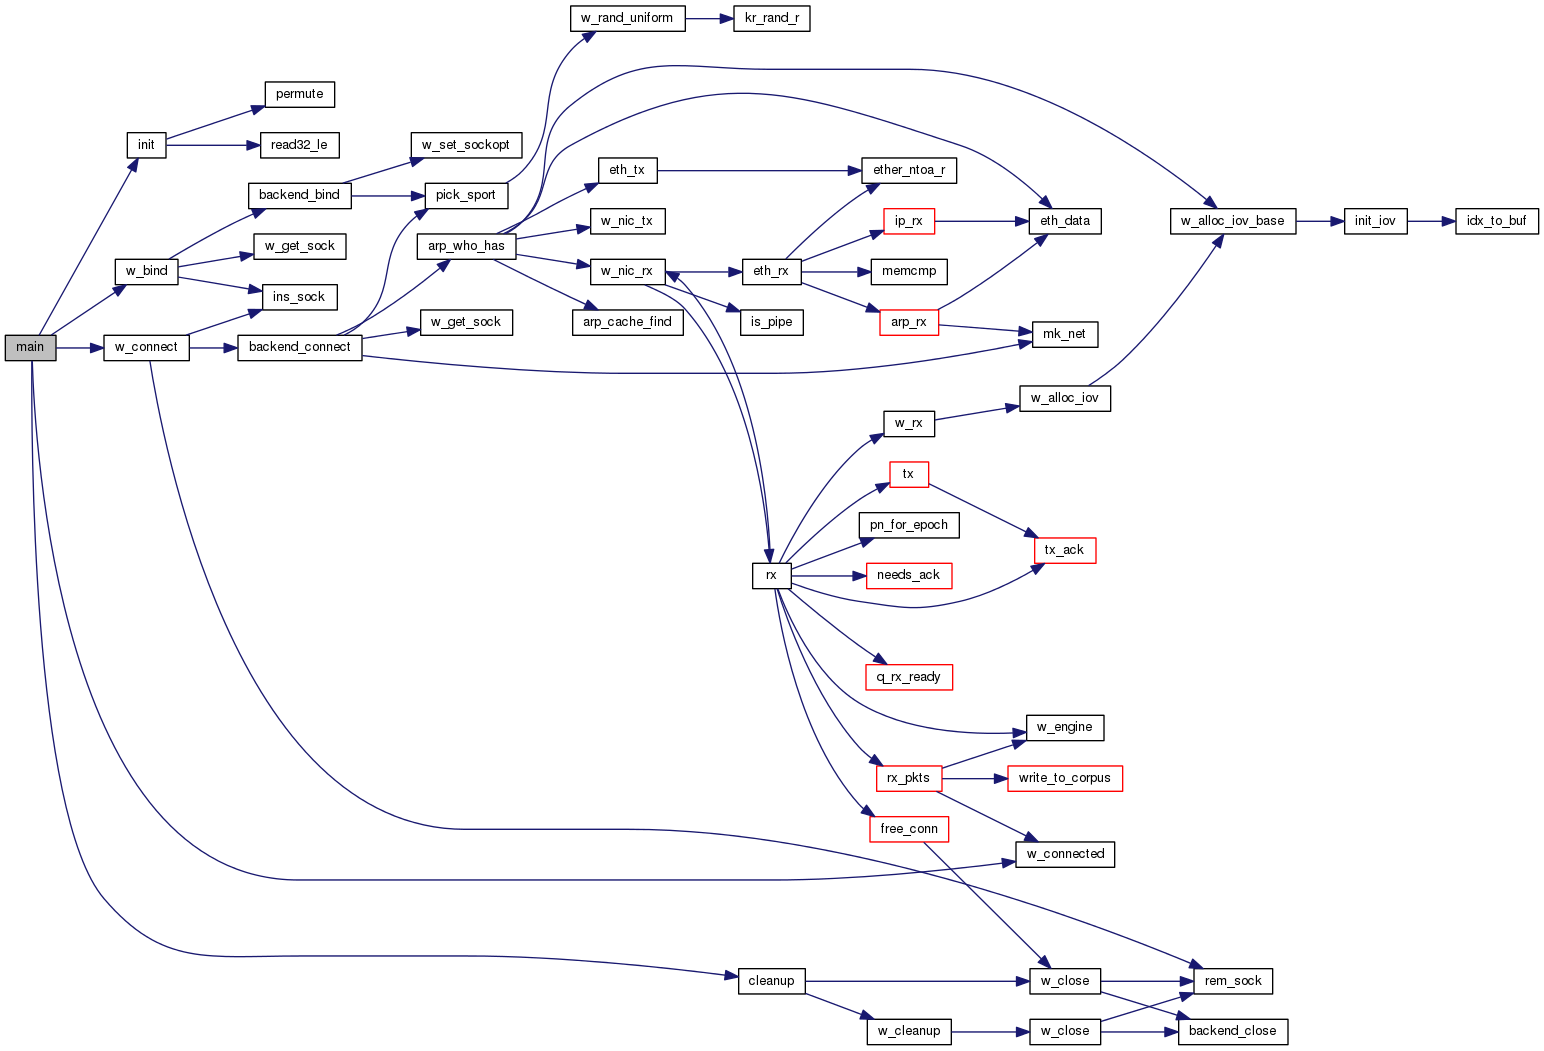 w_rand_uniform
kr_rand_r
permute
init
read32_le
w_set_sockopt
eth_tx
ether_ntoa_r
backend_bind
pick_sport
w_nic_tx
ip_rx
eth_data
w_alloc_iov_base
init_iov
idx_to_buf
w_get_sock
arp_who_has
w_bind
w_nic_rx
eth_rx
memcmp
ins_sock
w_get_sock
arp_cache_find
is_pipe
arp_rx
mk_net
main
w_connect
backend_connect
w_alloc_iov
w_rx
tx
pn_for_epoch
tx_ack
rx
needs_ack
q_rx_ready
w_engine
rx_pkts
write_to_corpus
free_conn
w_connected
cleanup
w_close
rem_sock
w_cleanup
w_close
backend_close